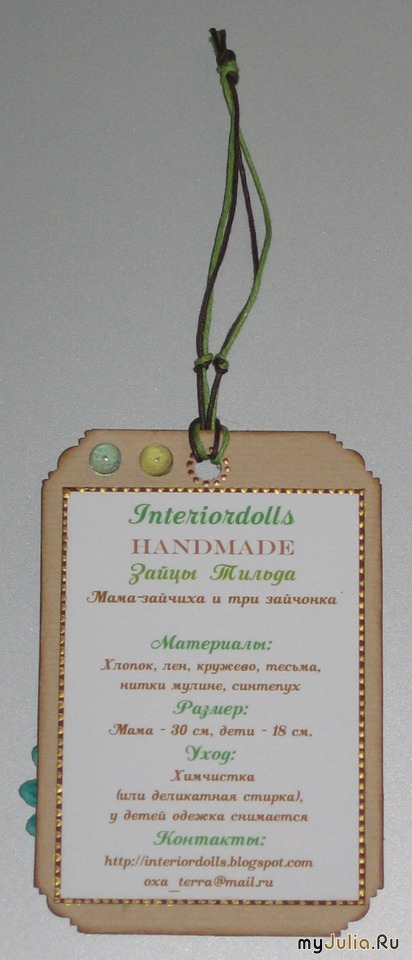 Interiordolls
HANDMADE
Зайцы Тильда
Мама-зайчиха и три зайчонка
Материалы:
Хлопок, лен, кружево, тесьма,
нитки мулине, синтепух
Размер:
Мама - 30 см, дети - 18 см.
Уход:
Химчистка
(или деликатная стирка),
у детей одежка снимается
Контакты:
http://interiordolls.blogspot.com
oxa_terra@mail.ru
myJulia.Ru